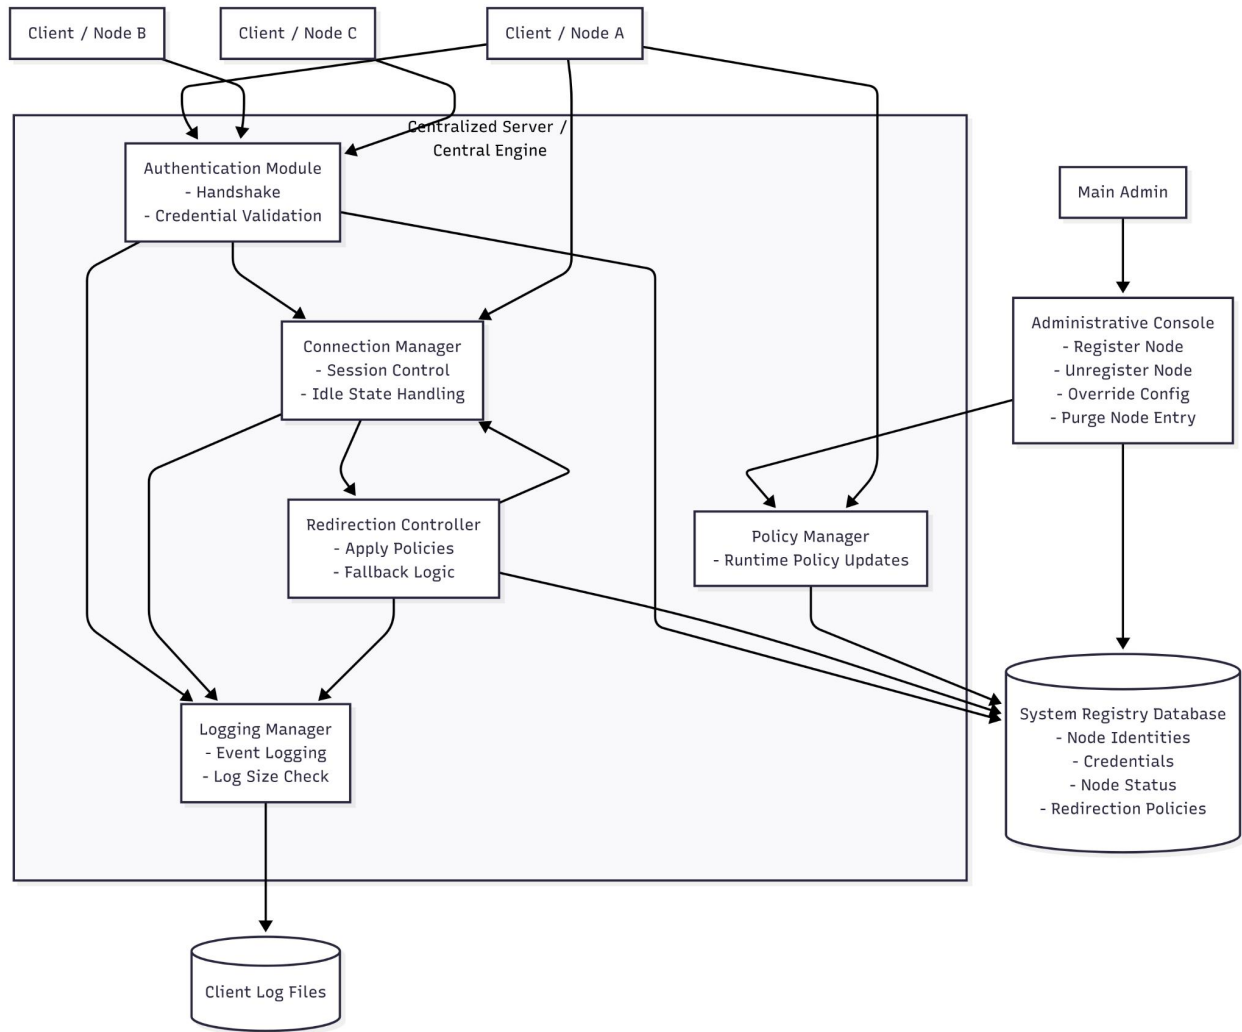 Client / Node B
Client / Node C
Client / Node A
Centralized Server /
Central Engine
Authentication Module
- Handshake
- Credential Validation
Main Admin
Connection Manager
- Session Control
- Idle State Handling
Administrative Console
- Register Node
- Unregister Node
- Override Config
- Purge Node Entry
Redirection Controller
- Apply Policies
- Fallback Logic
Policy Manager
- Runtime Policy Updates
Logging Manager
- Event Logging
- Log Size Check
System Registry Database
- Node Identities
- Credentials
- Node Status
- Redirection Policies
Client Log Files